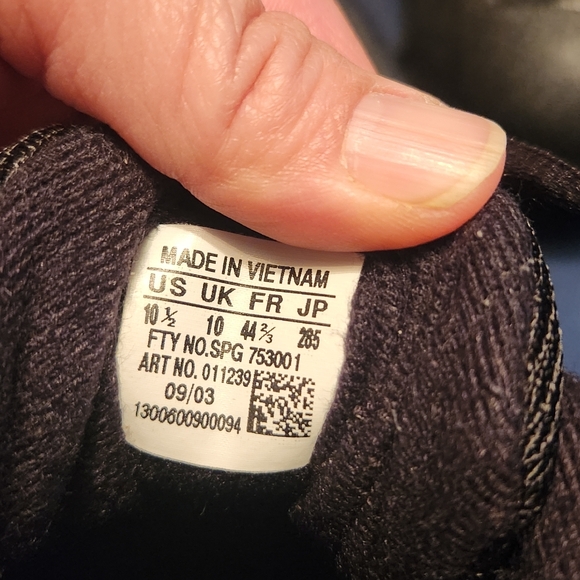 MADE IN VIETNAM
US UK FR JP
10 ½ 10 44 ⅔ 285
FTY NO.SPG 753001
ART NO. 011239
09/03
1300600900094